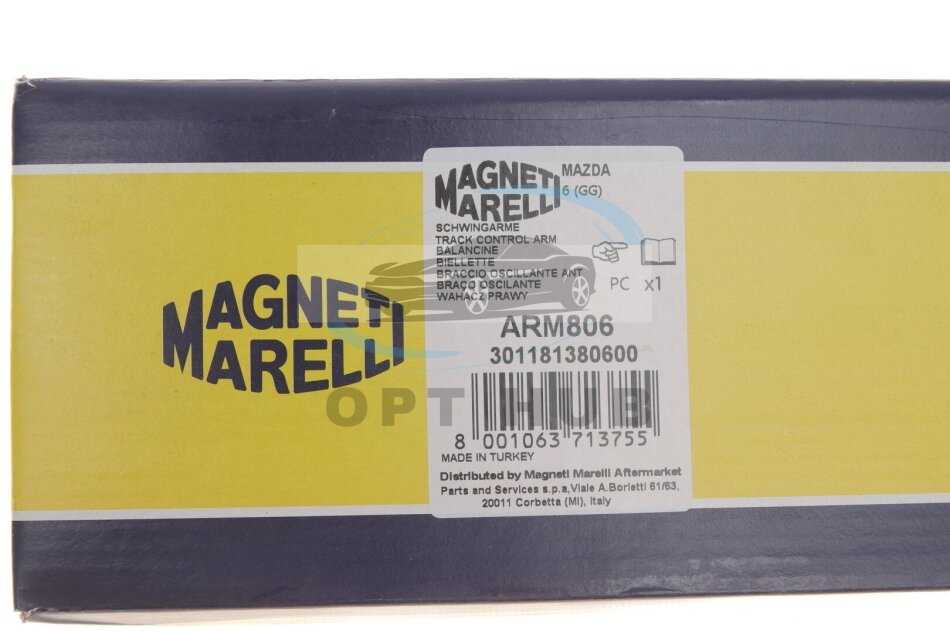 MAGNETI
MARELLI
MAGNETI
MARELLI
MAZDA
6 (GG)
SCHWINGARME
TRACK CONTROL ARM
BALANCINE
BIELLETTE
BRACCIO OSCILLANTE ANT
BRAÇO OSCILANTE
WAHACZ PRAWY
PC x1
ARM806
301181380600
8 001063 713755
MADE IN TURKEY
Distributed by Magneti Marelli Aftermarket
Parts and Services s.p.a,Viale A.Borletti 61/63,
20011 Corbetta (MI), Italy
OPT HUB